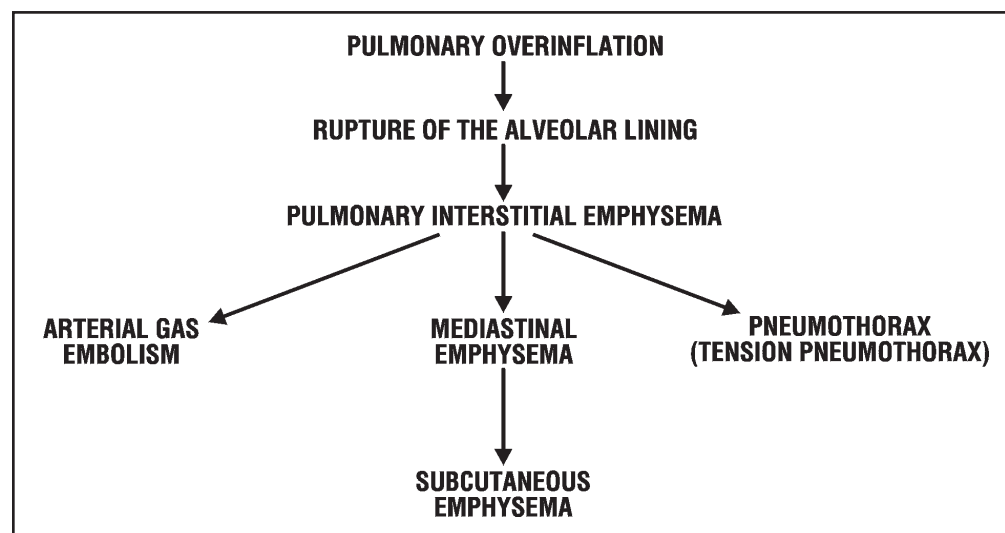 PULMONARY OVERINFLATION
RUPTURE OF THE ALVEOLAR LINING
PULMONARY INTERSTITIAL EMPHYSEMA
ARTERIAL GAS
EMBOLISM
MEDIASTINAL
EMPHYSEMA
PNEUMOTHORAX
(TENSION PNEUMOTHORAX)
SUBCUTANEOUS
EMPHYSEMA